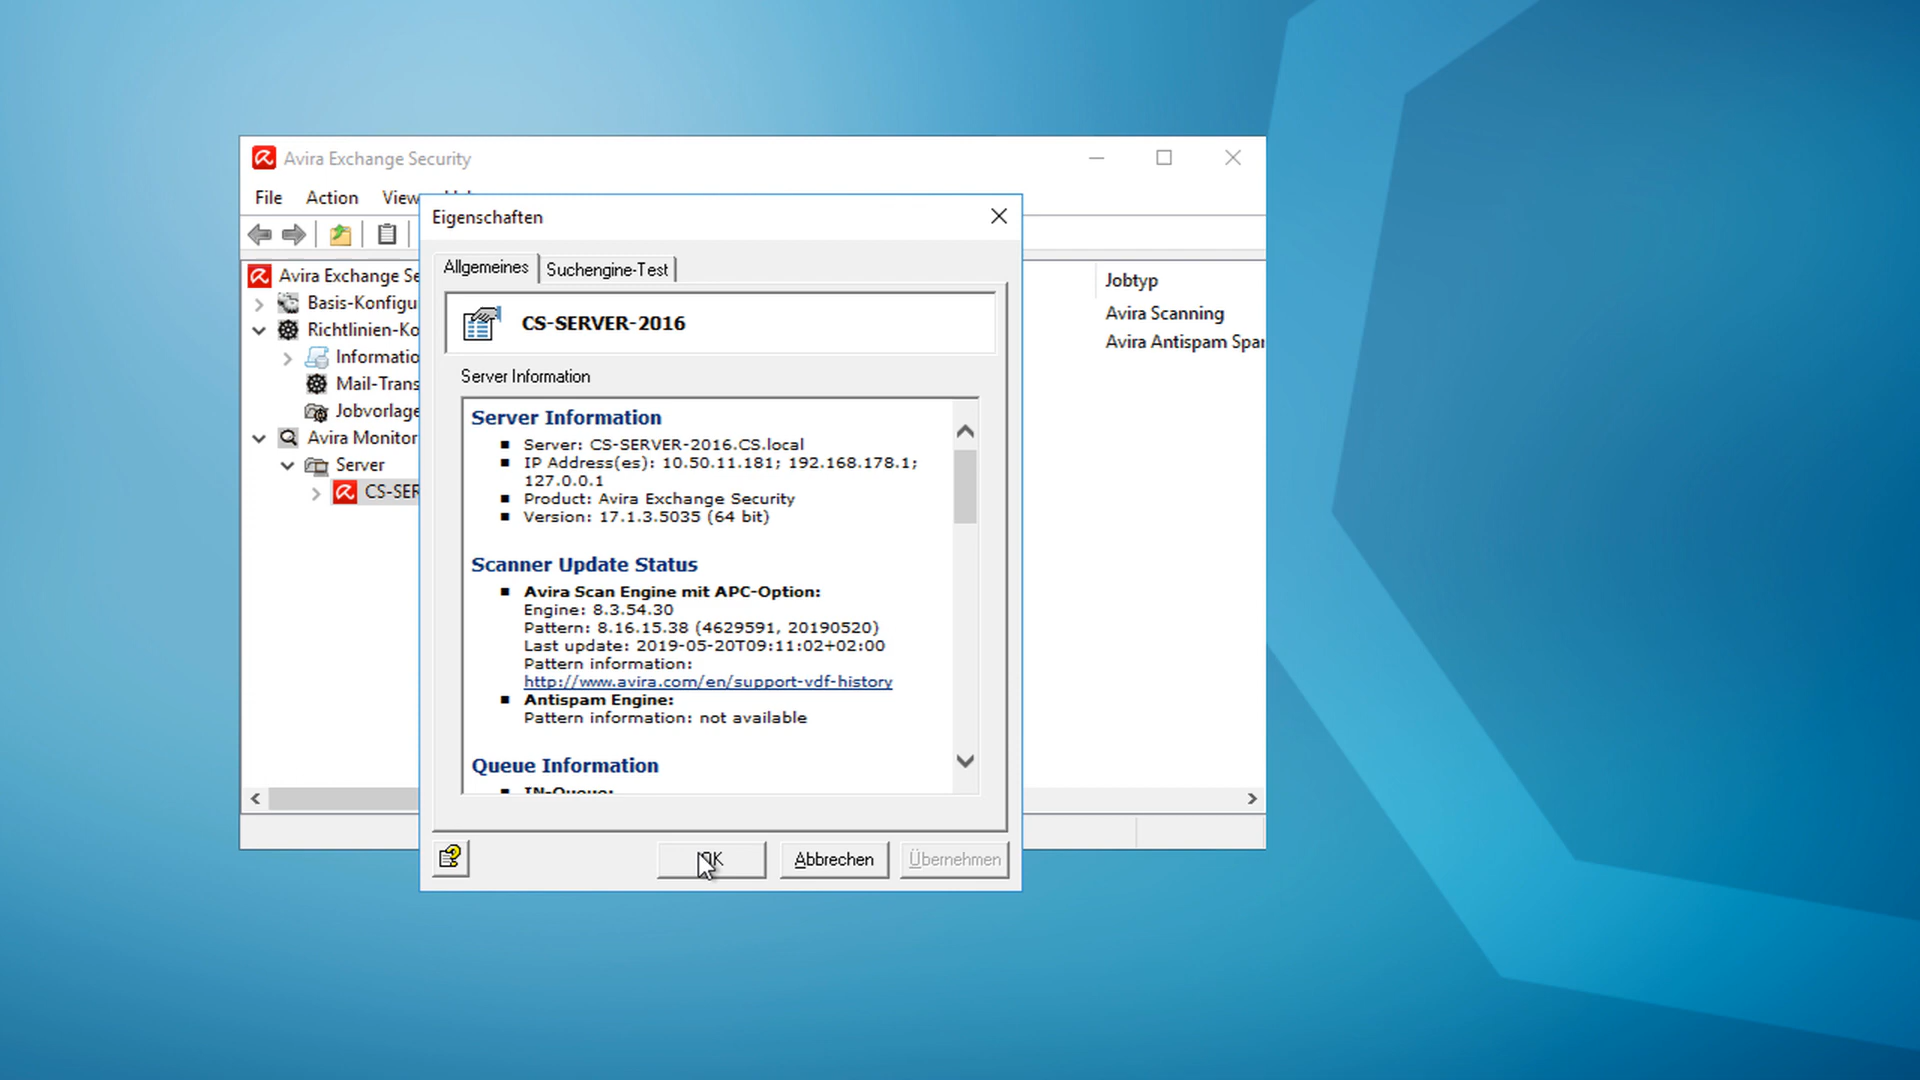 Avira Exchange Security
File Action View
Eigenschaften
Allgemeines Suchengine-Test
Avira Exchange Se
Basis-Konfigu
Richtlinien-Ko
Informatio
Mail-Trans
Jobvorlage
Avira Monitor
Server
CS-SER
CS-SERVER-2016
Server Information
Server Information
Server: CS-SERVER-2016.CS.local
IP Address(es): 10.50.11.181; 192.168.178.1;
127.0.0.1
Product: Avira Exchange Security
Version: 17.1.3.5035 (64 bit)
Scanner Update Status
Avira Scan Engine mit APC-Option:
Engine: 8.3.54.30
Pattern: 8.16.15.38 (4629591, 20190520)
Last update: 2019-05-20T09:11:02+02:00
Pattern information:
http://www.avira.com/en/support-vdf-history
Antispam Engine:
Pattern information: not available
Queue Information
IN-Queue:
OK Abbrechen Übernehmen
Jobtyp
Avira Scanning
Avira Antispam Spar